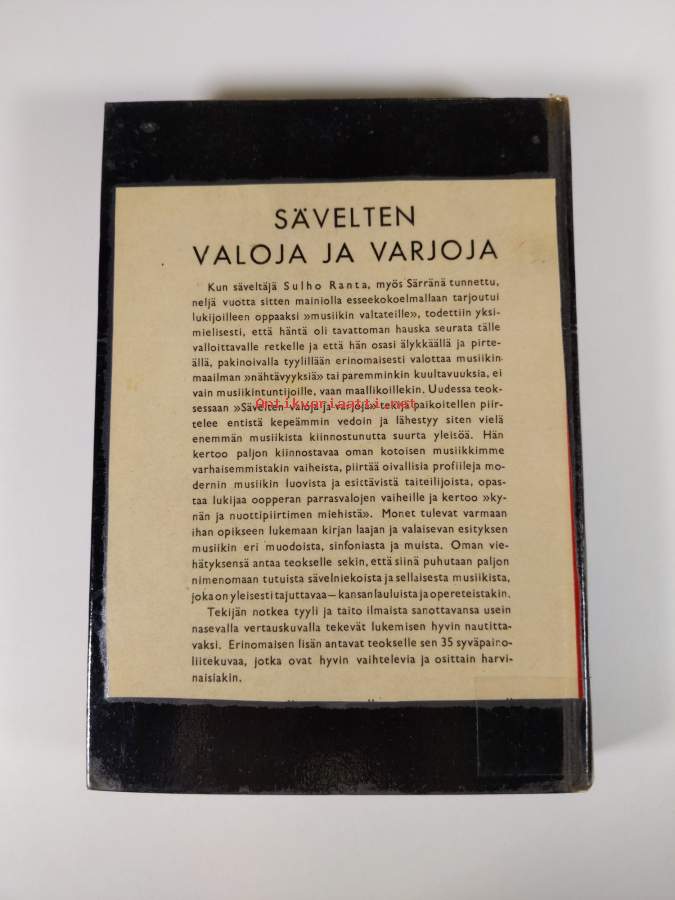 SÄVELTEN
VALOJA JA VARJOJA
Kun säveltäjä Sulho Ranta, myös Särränä tunnettu,
neljä vuotta sitten mainiolla esseekokoelmallaan tarjoutui
lukijoilleen oppaaksi »musiikin valtateille», todettiin yksi-
mielisesti, että häntä oli tavattoman hauska seurata tälle
valloittavalle retkelle ja että hän osasi älykkäällä ja pirte-
ällä, pakinoivalla tyylillään erinomaisesti valottaa musiikin-
maailman »nähtävyyksiä» tai paremminkin kuultavuuksia, ei
vain musiikintuntijoille, vaan maallikoillekin. Uudessa teok-
sessaan »Sävelten valoja ja varjoja» tekijä paikoitellen piir-
Antikvariaatti.net
telee entistä kepeämmin vedoin ja lähestyy siten vielä
enemmän musiikista kiinnostunutta suurta yleisöä. Hän
kertoo paljon kiinnostavaa oman kotoisen musiikkimme
varhaisemmistakin vaiheista, piirtää oivallisia profiileja mo-
dernin musiikin luovista ja esittävistä taiteilijoista, opas-
taa lukijaa oopperan parrasvalojen vaiheille ja kertoo »ky-
nän ja nuottipiirtimen miehistä». Monet tulevat varmaan
ihan opikseen lukemaan kirjan laajan ja valaisevan esityksen
musiikin eri muodoista, sinfoniasta ja muista. Oman vie-
hätyksensä antaa teokselle sekin, että siinä puhutaan paljon
nimenomaan tutuista sävelniekoista ja sellaisesta musiikista,
joka on yleisesti tajuttavaa — kansanlauluista ja opereteistakin.
Tekijän notkea tyyli ja taito ilmaista sanottavansa usein
nasevalla vertauskuvalla tekevät lukemisen hyvin nautitta-
vaksi. Erinomaisen lisän antavat teokselle sen 35 syväpaino-
liitekuvaa, jotka ovat hyvin vaihtelevia ja osittain harvi-
naisiakin.